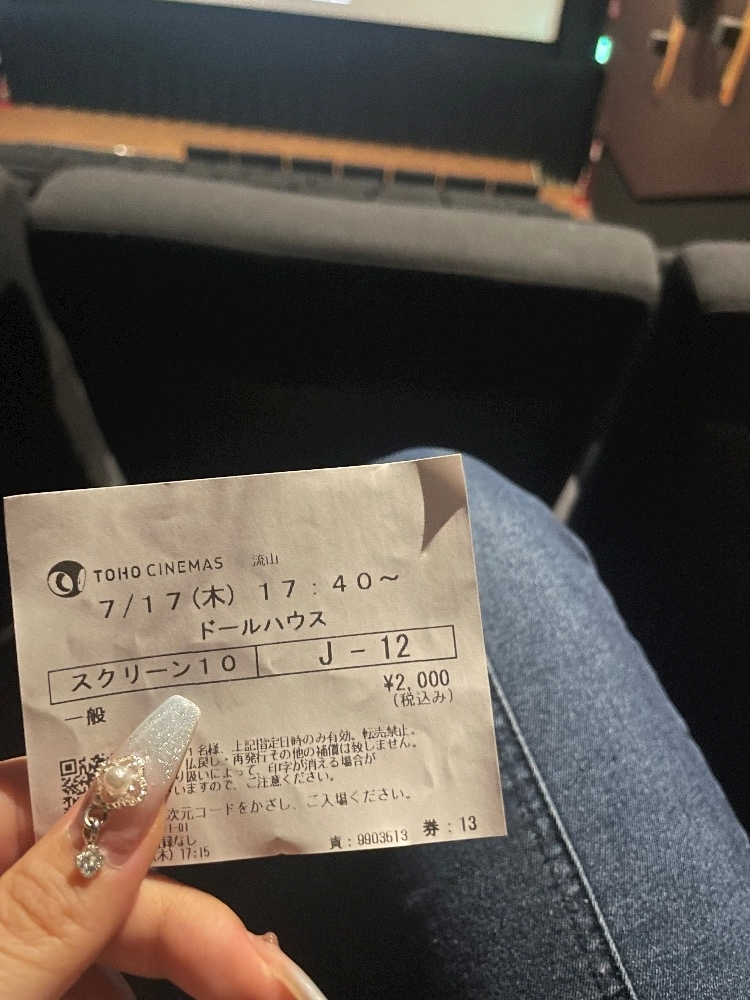 TOHO CINEMAS 流山
7/17(木) 17:40〜
ドールハウス
スクリーン10 J-12
¥2,000
(税込み)
一般
1名様、上記指定日時のみ有効。転売禁止。
払戻し・再発行その他の補償は致しません。
り扱いによって、印字が消える場合が
いますので、ご注意ください。
次元コードをかざし、ご入場ください。
1-01
録なし
(木) 17:15 責:9903513 券:13